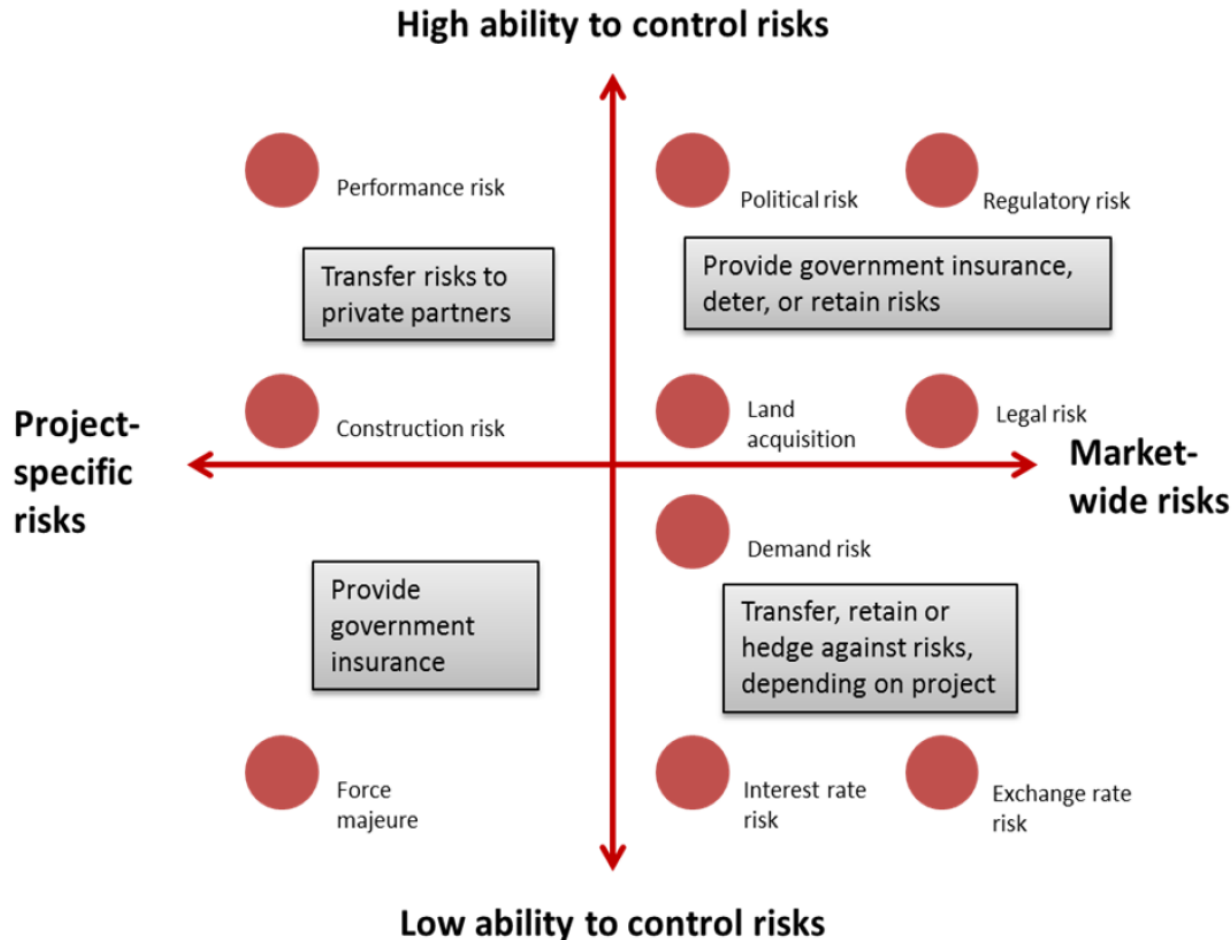 High ability to control risks
Performance risk
Political risk
Regulatory risk
Transfer risks to
private partners
Provide government insurance,
deter, or retain risks
Construction risk
Land
acquisition
Legal risk
Project-
specific
risks
Market-
wide risks
Demand risk
Provide
government
insurance
Transfer, retain or
hedge against risks,
depending on project
Force
majeure
Interest rate
risk
Exchange rate
risk
Low ability to control risks